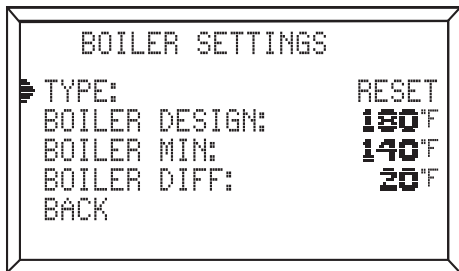 BOILER SETTINGS
TYPE: RESET
BOILER DESIGN: 180°F
BOILER MIN: 140°F
BOILER DIFF: 20°F
BACK